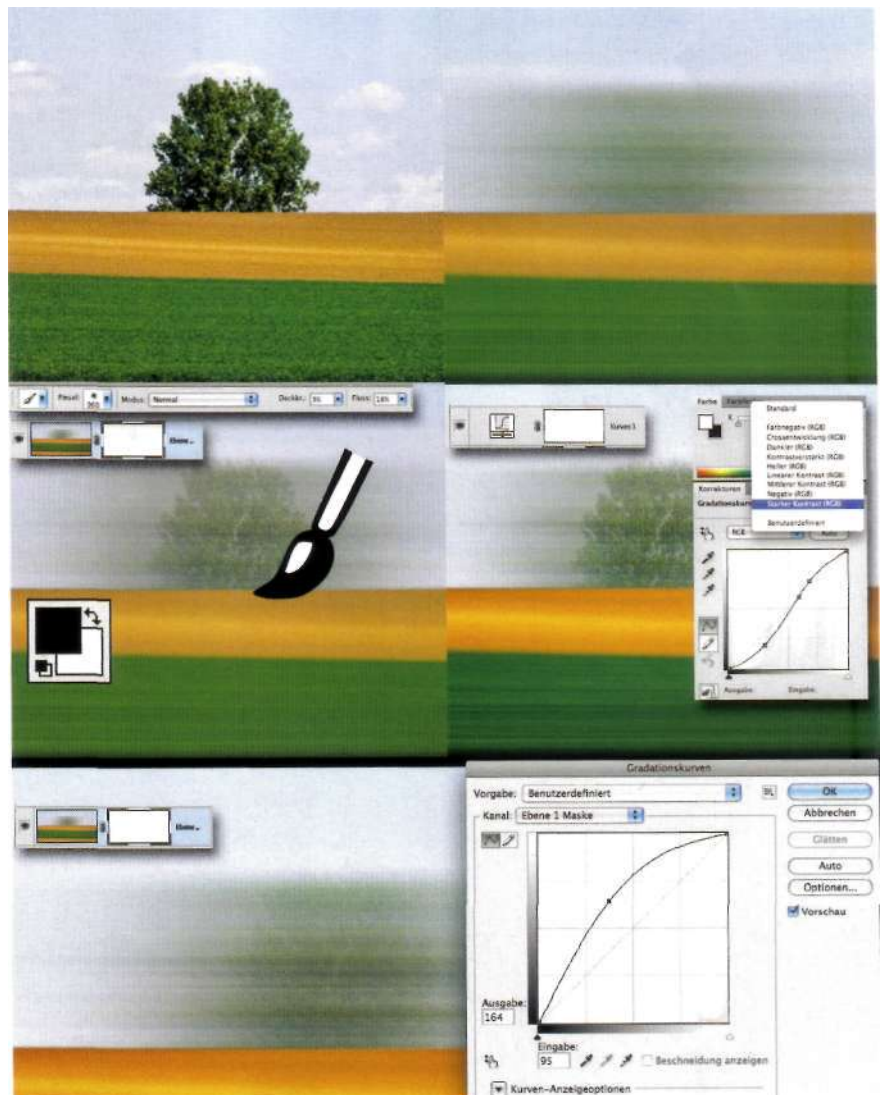 Pinsel:
Modus: Normal
Deckkr.: 9%
Fluss: 18%
Ebene ...
Kurven 1
Farbe
Standard
Farbnegativ (RGB)
Crossentwicklung (RGB)
Dunkler (RGB)
Kontrastverstärkt (RGB)
Heller (RGB)
Linearer Kontrast (RGB)
Mittlerer Kontrast (RGB)
Negativ (RGB)
Starker Kontrast (RGB)
Benutzerdefiniert
Korrekturen
RGB
Auto
Ausgabe:
Eingabe:
Ebene ...
Gradationskurven
Vorgabe: Benutzerdefiniert
OK
Kanal: Ebene 1 Maske
Abbrechen
Glätten
Auto
Optionen...
Vorschau
Ausgabe:
164
Eingabe:
95
Beschneidung anzeigen
Kurven-Anzeigeoptionen